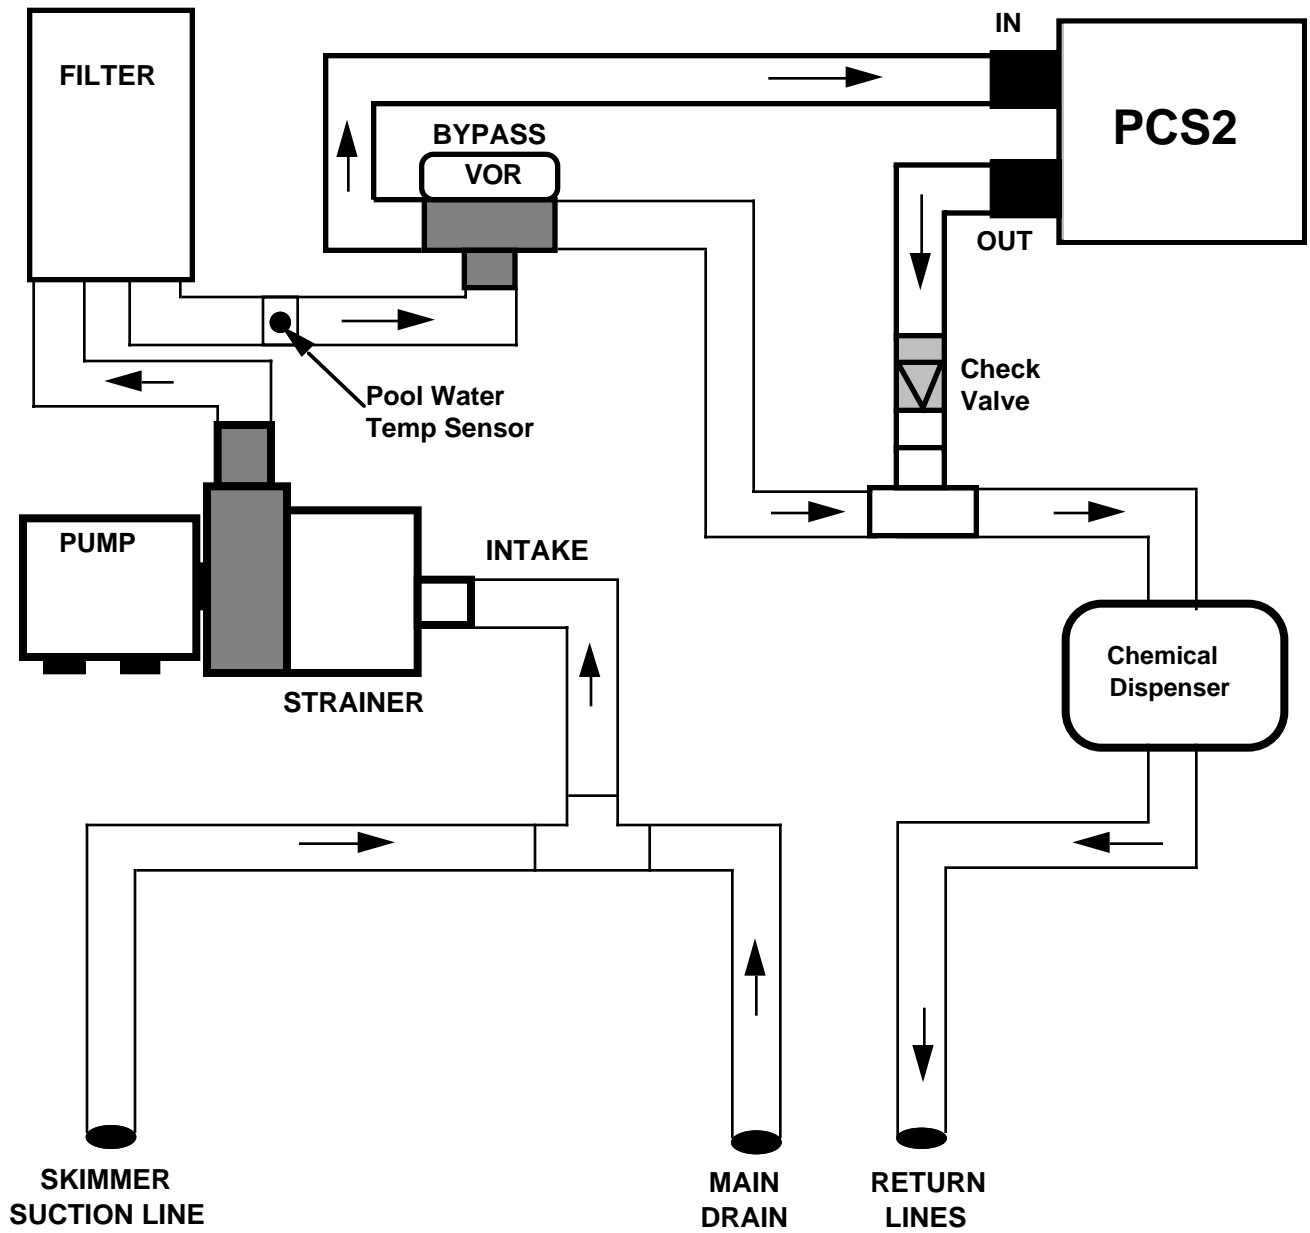 IN
FILTER
PCS2
BYPASS
VOR
OUT
Check
Valve
Pool Water
Temp Sensor
PUMP
INTAKE
Chemical
Dispenser
STRAINER
SKIMMER
SUCTION LINE
MAIN
DRAIN
RETURN
LINES